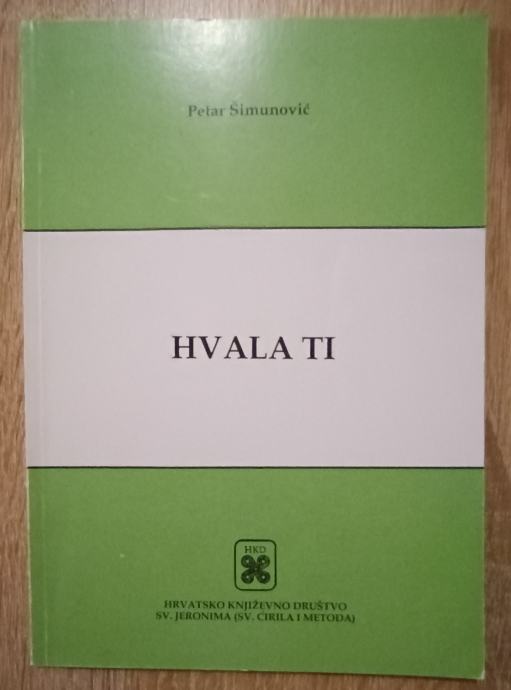 Petar Šimunović
HVALA TI
HKD
HRVATSKO KNJIŽEVNO DRUŠTVO
SV. JERONIMA (SV. ĆIRILA I METODA)